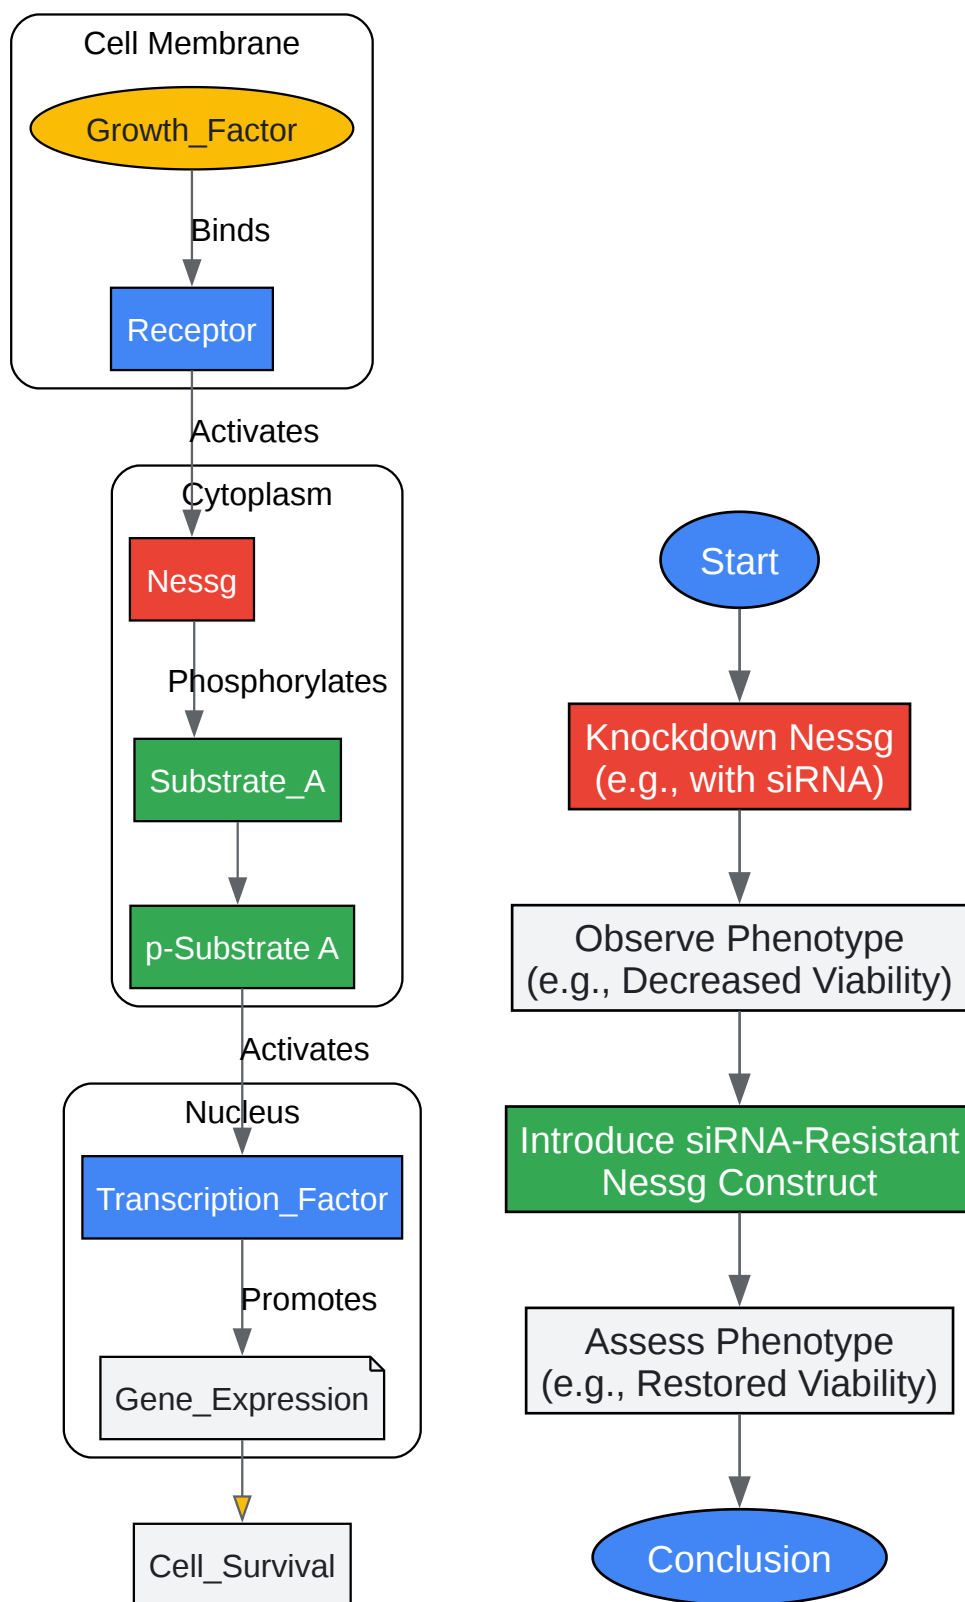 Cell Membrane
Growth_Factor
Binds
Receptor
Activates
Cytoplasm
Nessg
Phosphorylates
Substrate_A
p-Substrate A
Activates
Nucleus
Transcription_Factor
Promotes
Gene_Expression
Cell_Survival
Start
Knockdown Nessg
(e.g., with siRNA)
Observe Phenotype
(e.g., Decreased Viability)
Introduce siRNA-Resistant
Nessg Construct
Assess Phenotype
(e.g., Restored Viability)
Conclusion